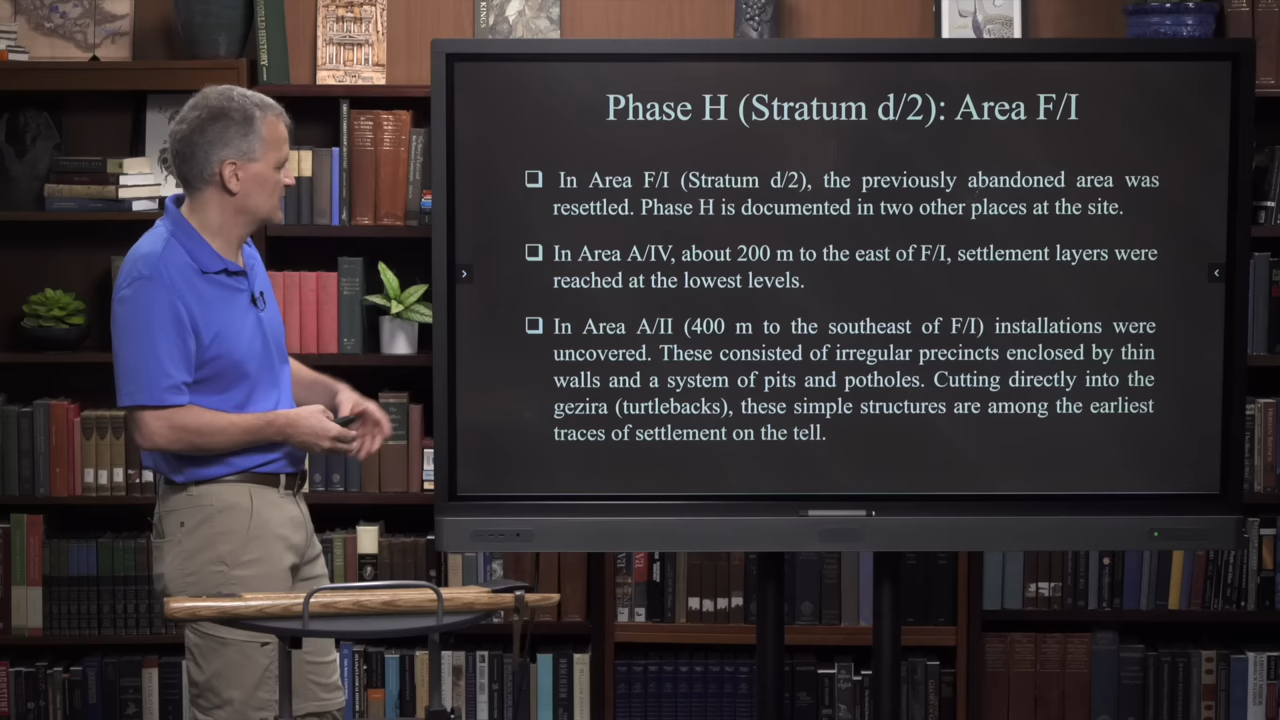 WORLD HISTORY
KINGS
Phase H (Stratum d/2): Area F/I
❑ In Area F/I (Stratum d/2), the previously abandoned area was
resettled. Phase H is documented in two other places at the site.
❑ In Area A/IV, about 200 m to the east of F/I, settlement layers were
reached at the lowest levels.
❑ In Area A/II (400 m to the southeast of F/I) installations were
uncovered. These consisted of irregular precincts enclosed by thin
walls and a system of pits and potholes. Cutting directly into the
gezira (turtlebacks), these simple structures are among the earliest
traces of settlement on the tell.